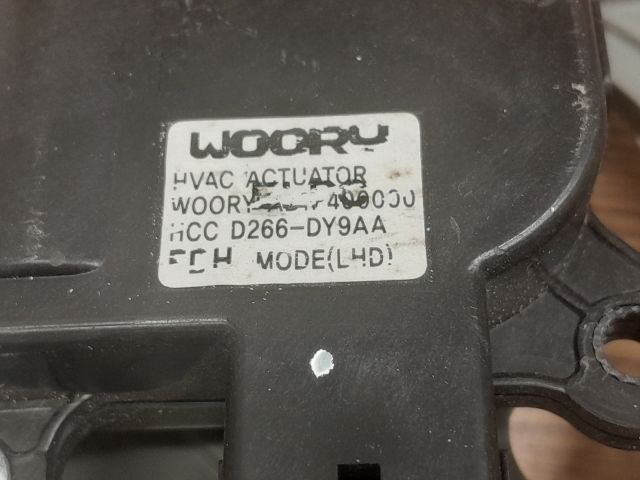 WOORY
HVAC ACTUATOR
WOORY
HCC D266-DY9AA
MODE(LHD)